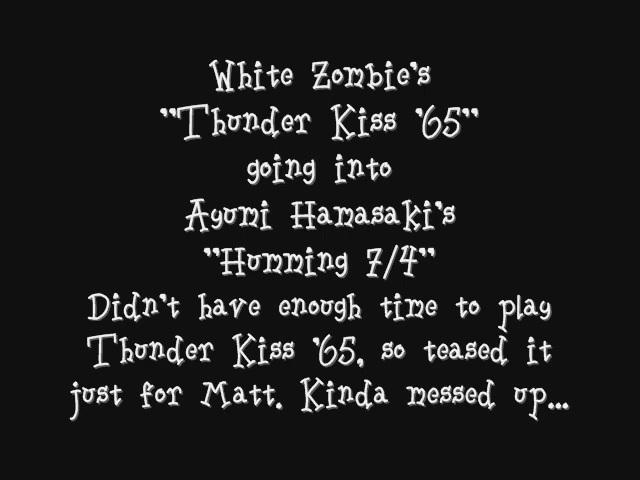 White Zombie's
"Thunder Kiss '65"
going into
Ayumi Hamasaki's
"Humming 7/4"
Didn't have enough time to play
Thunder Kiss '65, so teased it
just for Matt. Kinda messed up...